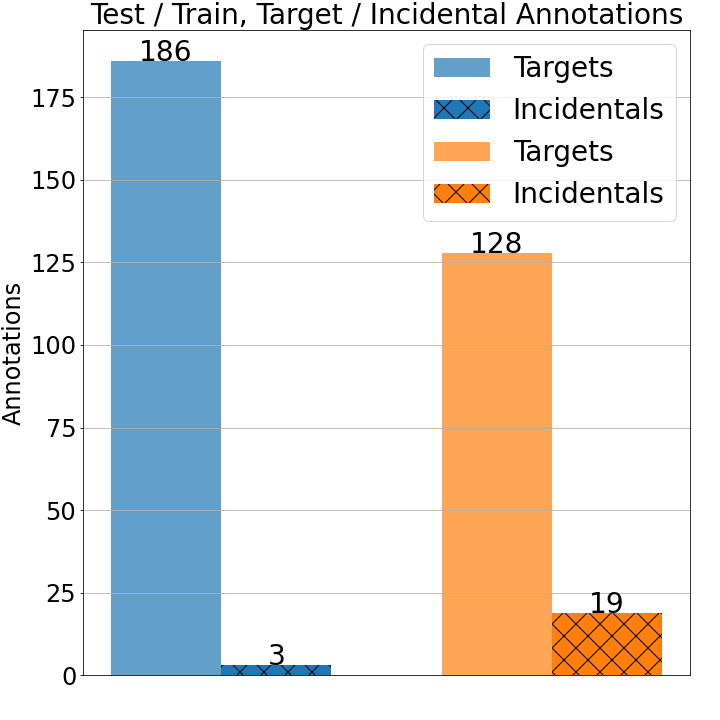 Test / Train, Target / Incidental Annotations
186
Targets
Incidentals
Targets
Incidentals
128
19
3
175
150
125
100
75
50
25
0
Annotations